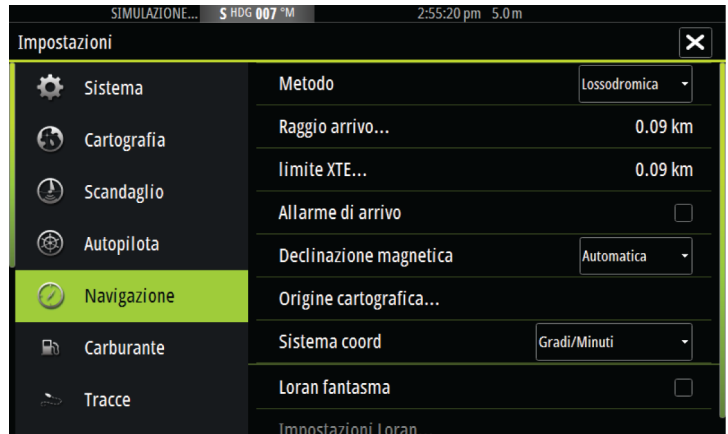 SIMULAZIONE... S HDG 007 °M 2:55:20 pm 5.0 m
Impostazioni
Sistema
Cartografia
Scandaglio
Autopilota
Navigazione
Carburante
Tracce
Metodo Lossodromica
Raggio arrivo... 0.09 km
limite XTE... 0.09 km
Allarme di arrivo
Declinazione magnetica Automatica
Origine cartografica...
Sistema coord Gradi/Minuti
Loran fantasma
Impostazioni Loran...